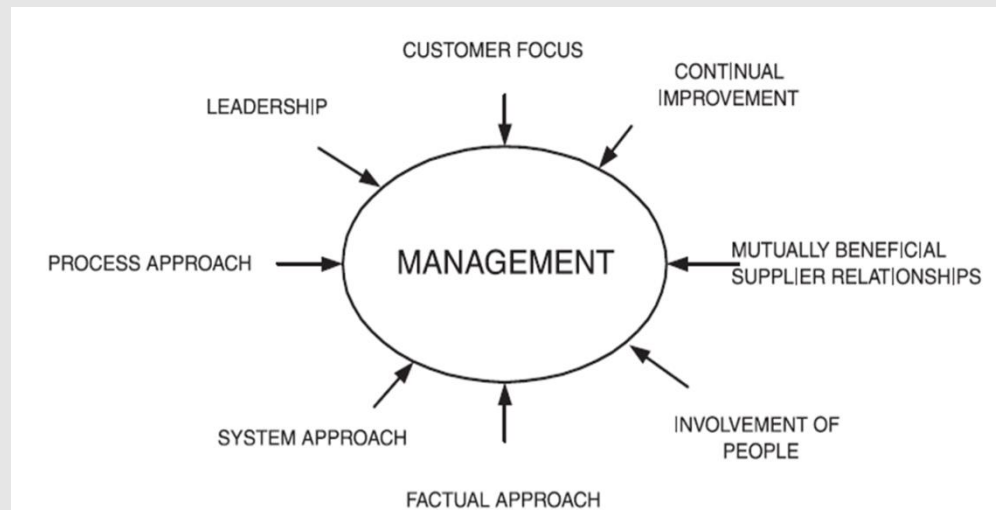 CUSTOMER FOCUS
CONTINUAL
IMPROVEMENT
LEADERSHIP
PROCESS APPROACH
MANAGEMENT
MUTUALLY BENEFICIAL
SUPPLIER RELATIONSHIPS
SYSTEM APPROACH
INVOLVEMENT OF
PEOPLE
FACTUAL APPROACH